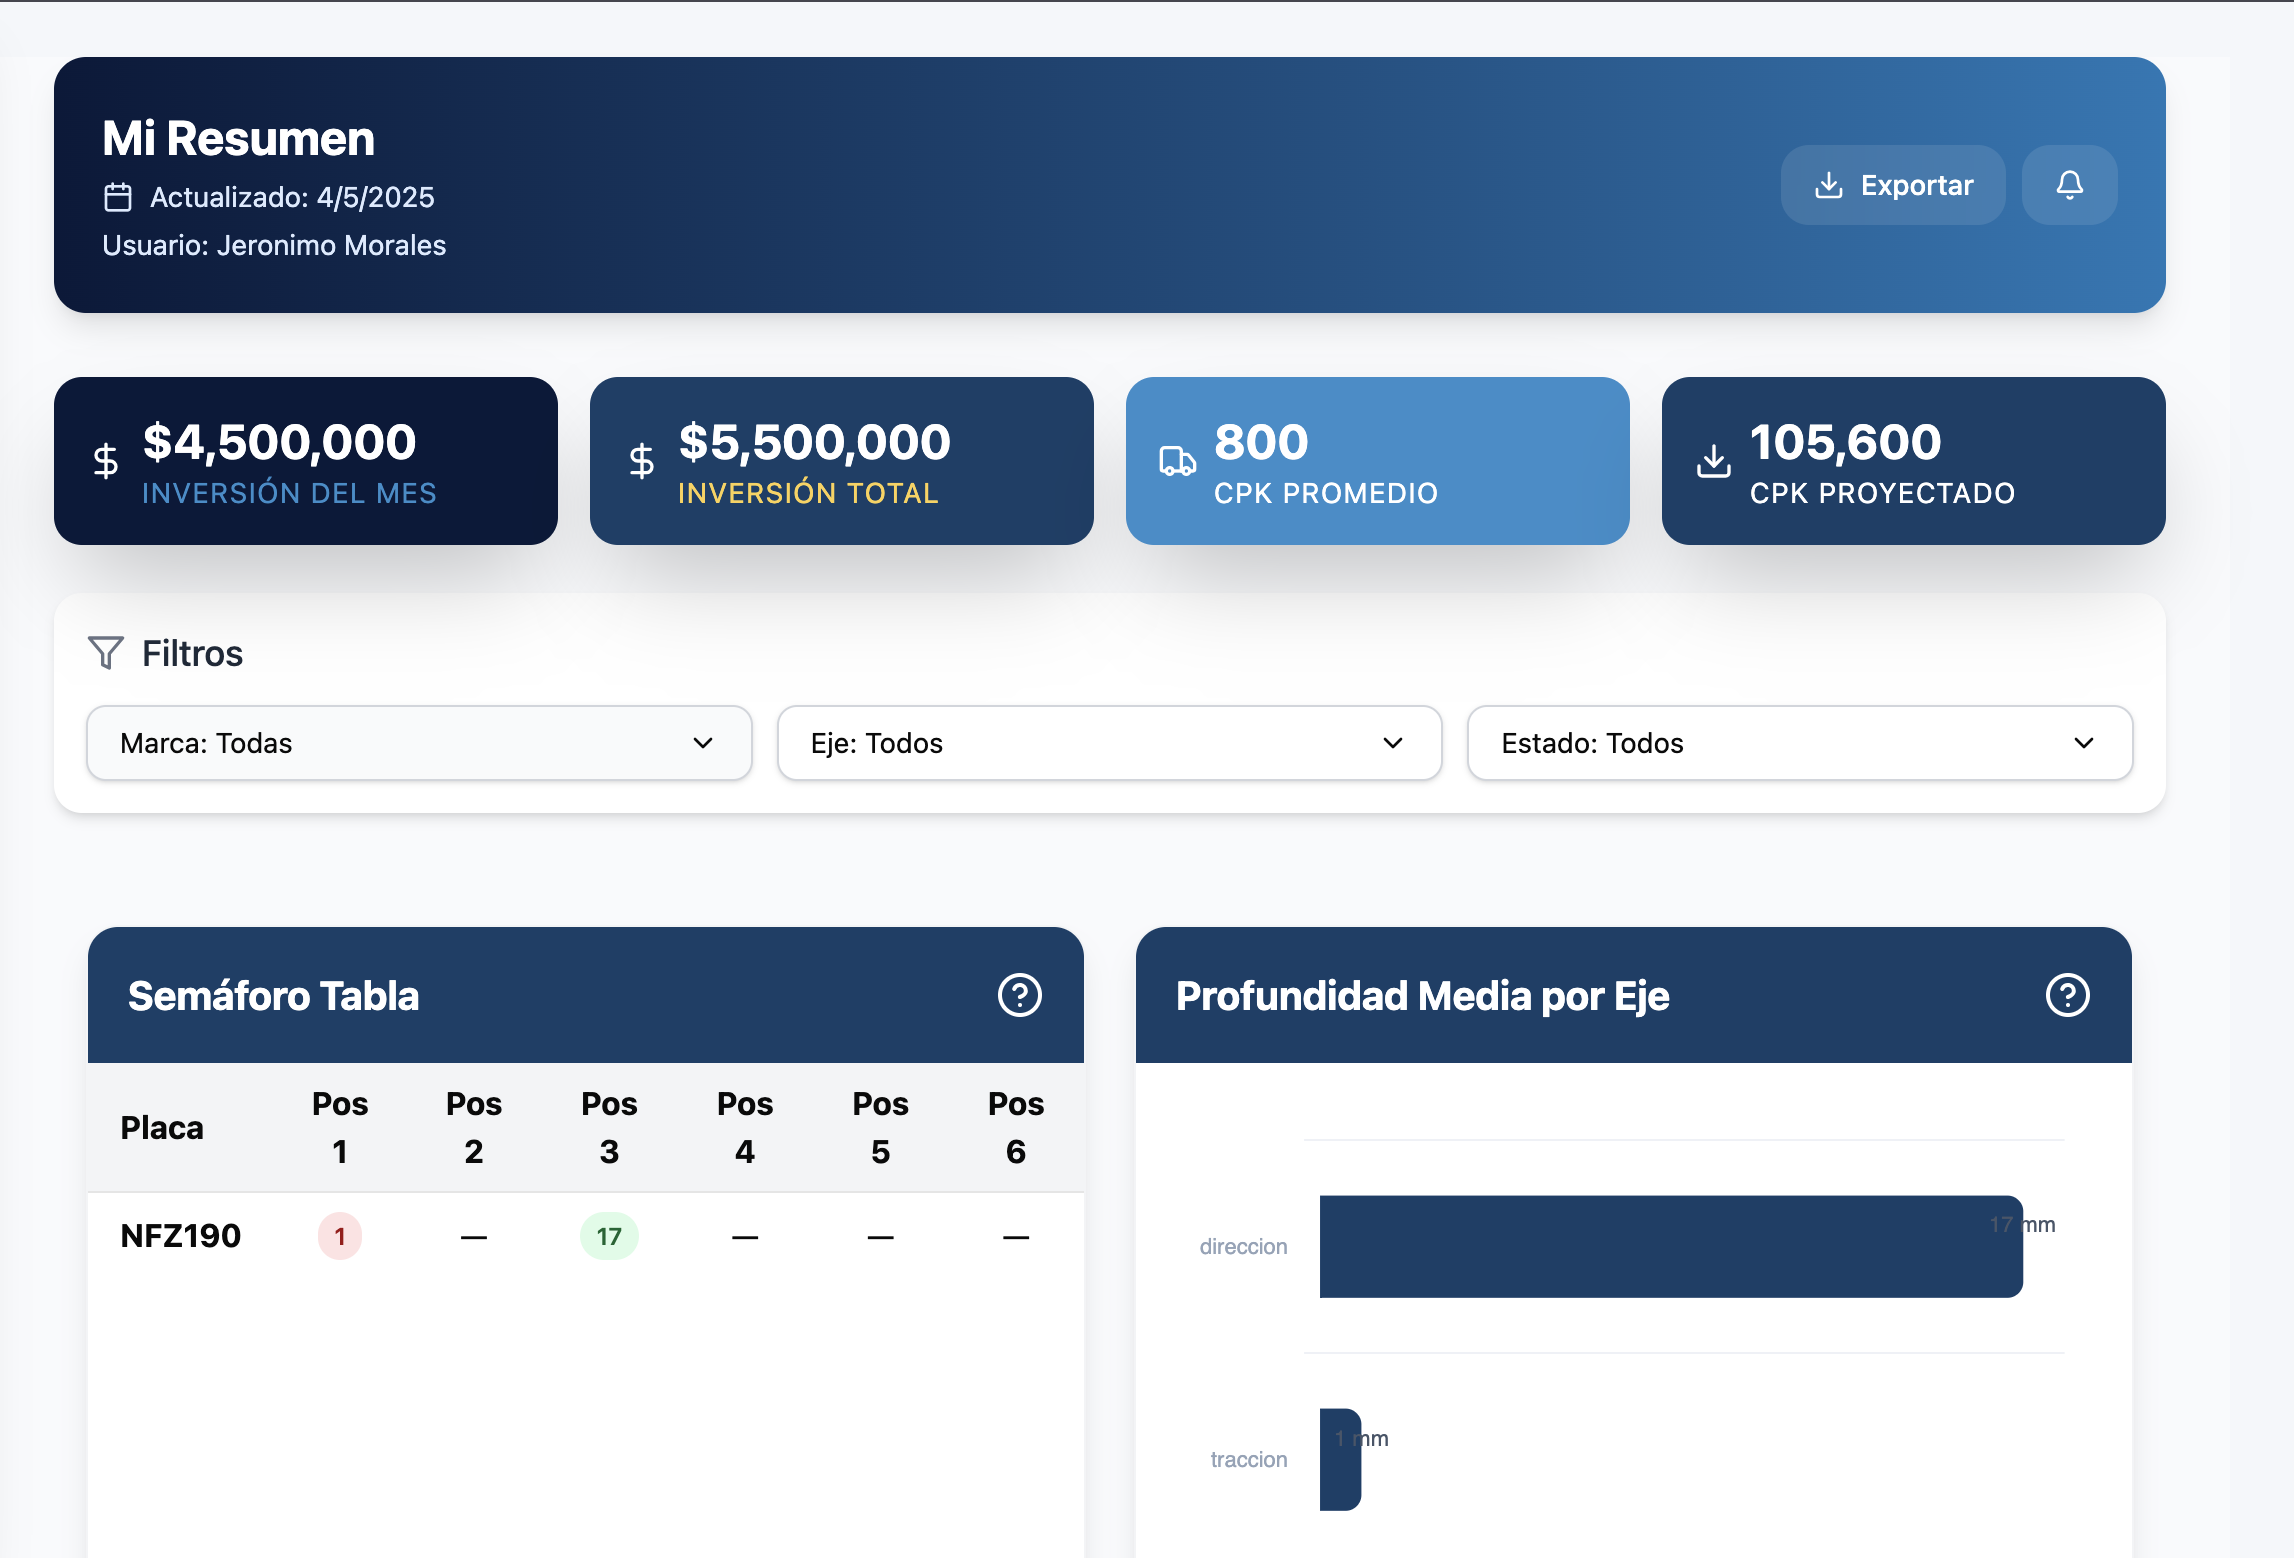 Mi Resumen
Actualizado: 4/5/2025
Usuario: Jeronimo Morales
Exportar
$4,500,000
INVERSIÓN DEL MES
$5,500,000
INVERSIÓN TOTAL
800
CPK PROMEDIO
105,600
CPK PROYECTADO
Filtros
Marca: Todas
Eje: Todos
Estado: Todos
Semáforo Tabla
Placa Pos 1 Pos 2 Pos 3 Pos 4 Pos 5 Pos 6
NFZ190 1 — 17 — — —
Profundidad Media por Eje
direccion 17 mm
traccion 1 mm